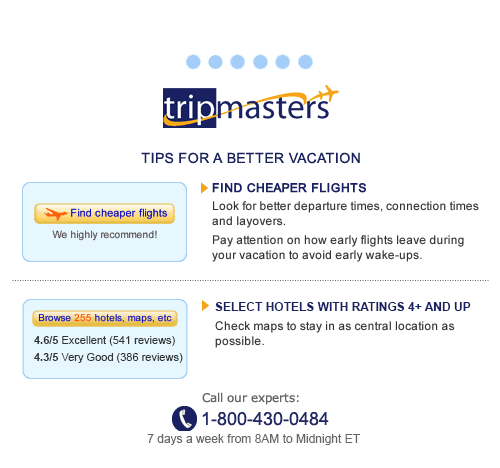 tripmasters
TIPS FOR A BETTER VACATION
Find cheaper flights
We highly recommend!
FIND CHEAPER FLIGHTS
Look for better departure times, connection times
and layovers.
Pay attention on how early flights leave during
your vacation to avoid early wake-ups.
Browse 255 hotels, maps, etc
4.6/5 Excellent (541 reviews)
4.3/5 Very Good (386 reviews)
SELECT HOTELS WITH RATINGS 4+ AND UP
Check maps to stay in as central location as
possible.
Call our experts:
1-800-430-0484
7 days a week from 8AM to Midnight ET